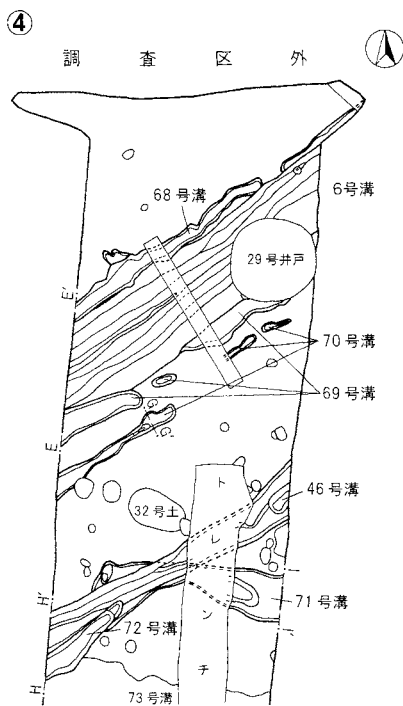 ④
調査区外
68号溝
6号溝
29号井戸
E'
70号溝
69号溝
G
G'
E
トレンチ
46号溝
32号土
H'
I
71号溝
72号溝
H
I'
73号溝